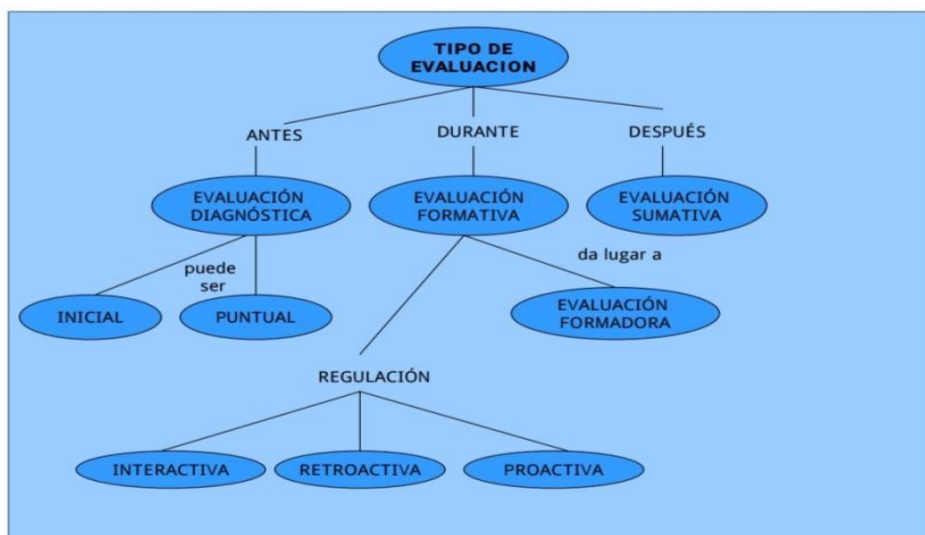 TIPO DE
EVALUACION
ANTES
DURANTE
DESPUÉS
EVALUACIÓN
DIAGNÓSTICA
EVALUACIÓN
FORMATIVA
EVALUACIÓN
SUMATIVA
puede
ser
da lugar a
INICIAL
PUNTUAL
EVALUACIÓN
FORMADORA
REGULACIÓN
INTERACTIVA
RETROACTIVA
PROACTIVA